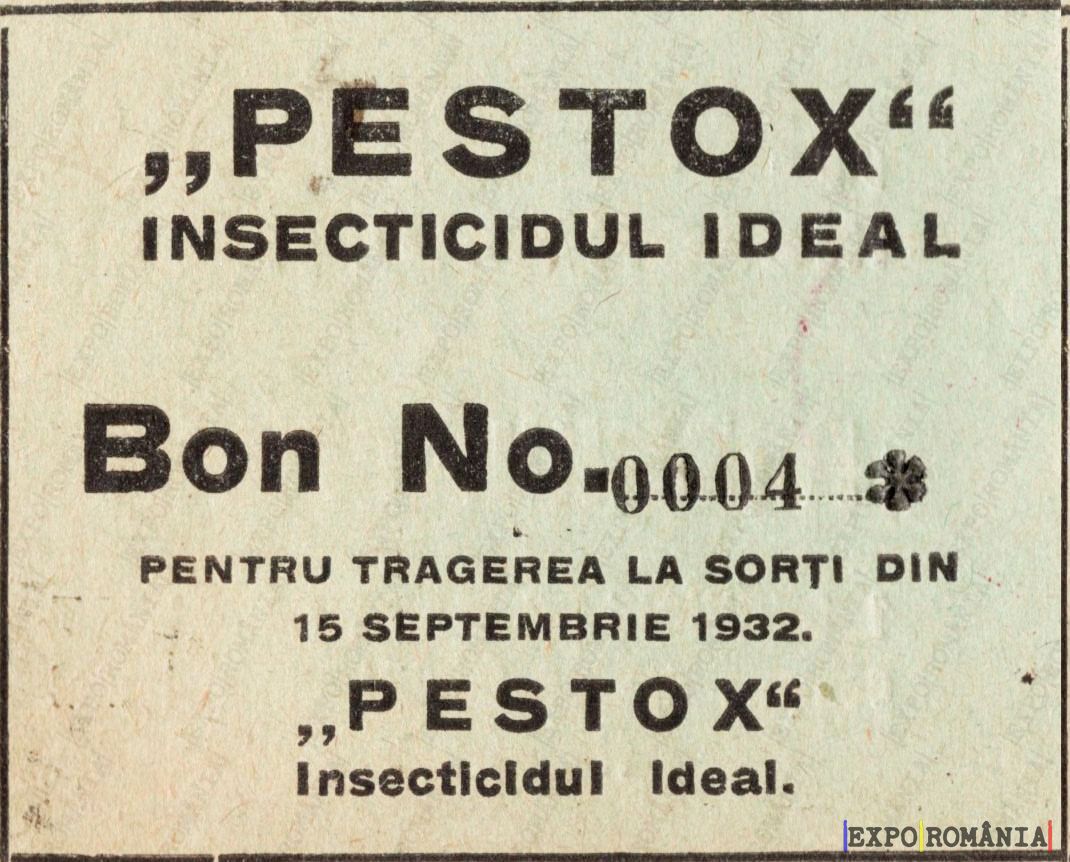 „PESTOX“
INSECTICIDUL IDEAL
Bon No. 0004
PENTRU TRAGEREA LA SORȚI DIN
15 SEPTEMBRIE 1932.
„PESTOX“
Insecticidul Ideal.
|EXPO|ROMÂNIA|